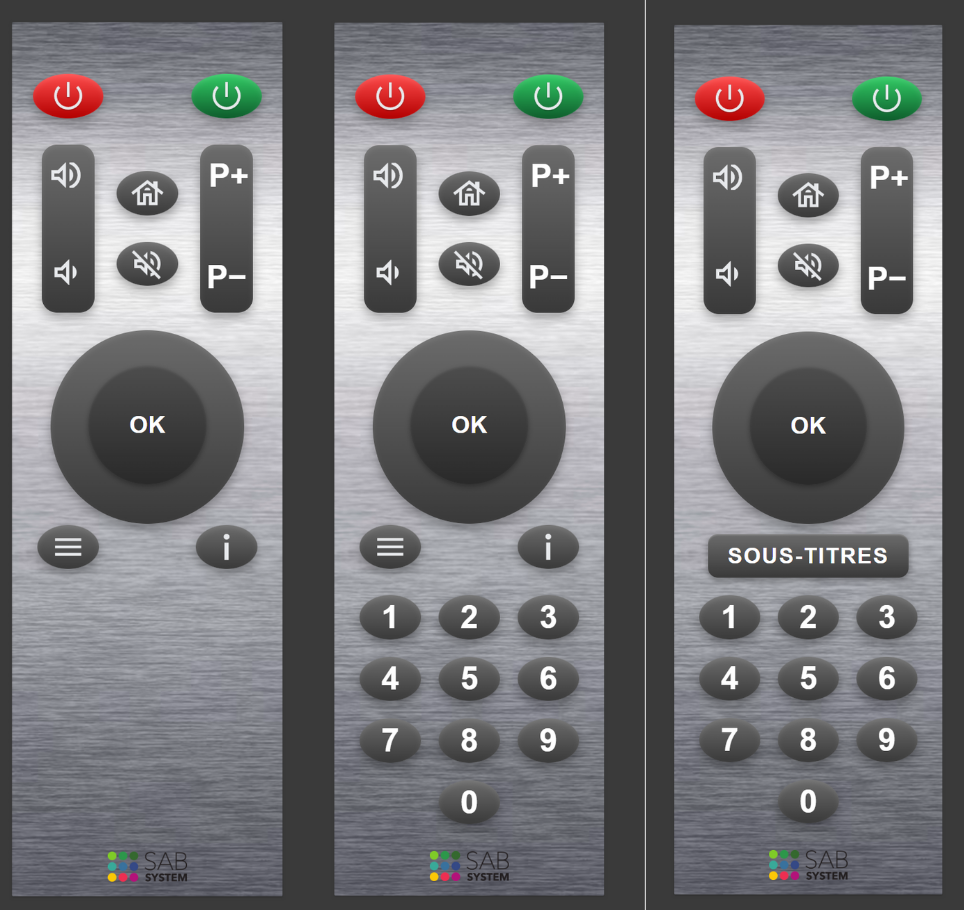 P+
P–
OK
i
SAB
SYSTEM
P+
P–
OK
i
1 2 3
4 5 6
7 8 9
0
SAB
SYSTEM
P+
P–
OK
SOUS-TITRES
1 2 3
4 5 6
7 8 9
0
SAB
SYSTEM